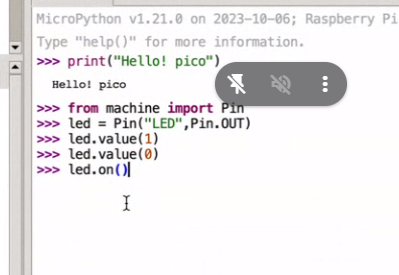 MicroPython v1.21.0 on 2023-10-06; Raspberry Pi
Type "help()" for more information.
>>> print("Hello! pico")
Hello! pico
>>> from machine import Pin
>>> led = Pin("LED",Pin.OUT)
>>> led.value(1)
>>> led.value(0)
>>> led.on()